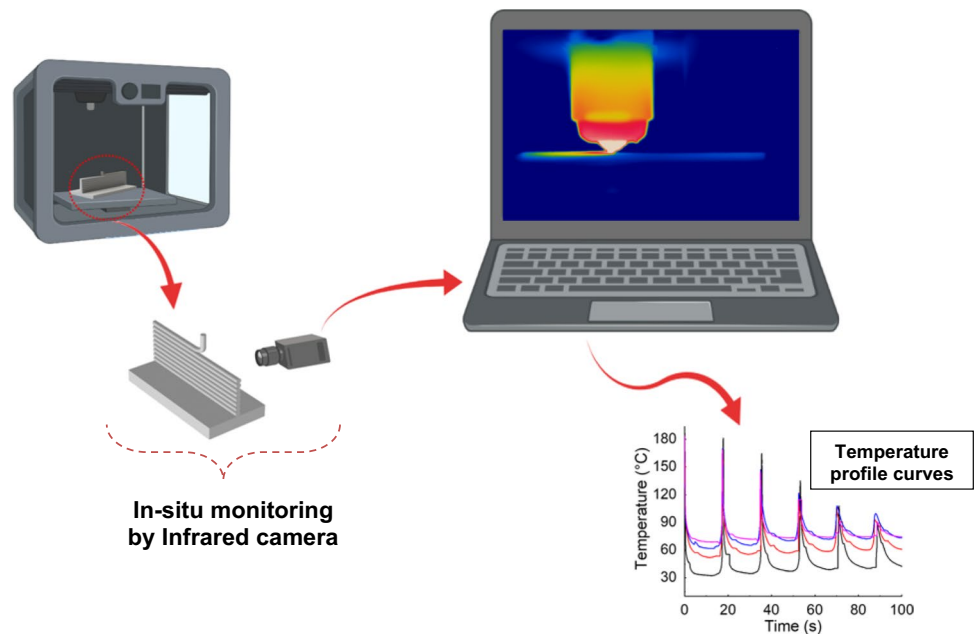 In-situ monitoring
by Infrared camera
Temperature
profile curves
Temperature (°C)
180
150
120
90
60
30
0
20
40
60
80
100
Time (s)